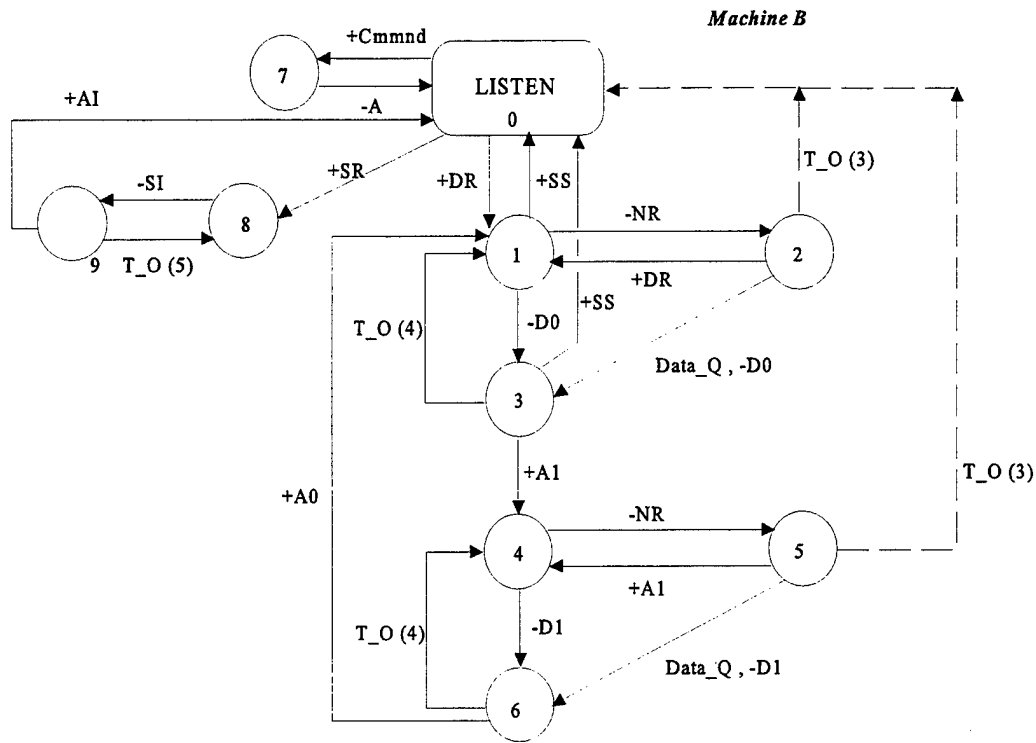 Machine B
+Cmmnd
7
LISTEN
0
+AI
-A
+SR
+DR
+SS
T_O (3)
-SI
8
9
T_O (5)
-NR
1
2
+DR
+SS
-D0
T_O (4)
Data_Q , -D0
3
+A1
T_O (3)
+A0
-NR
4
5
+A1
T_O (4)
-D1
Data_Q , -D1
6